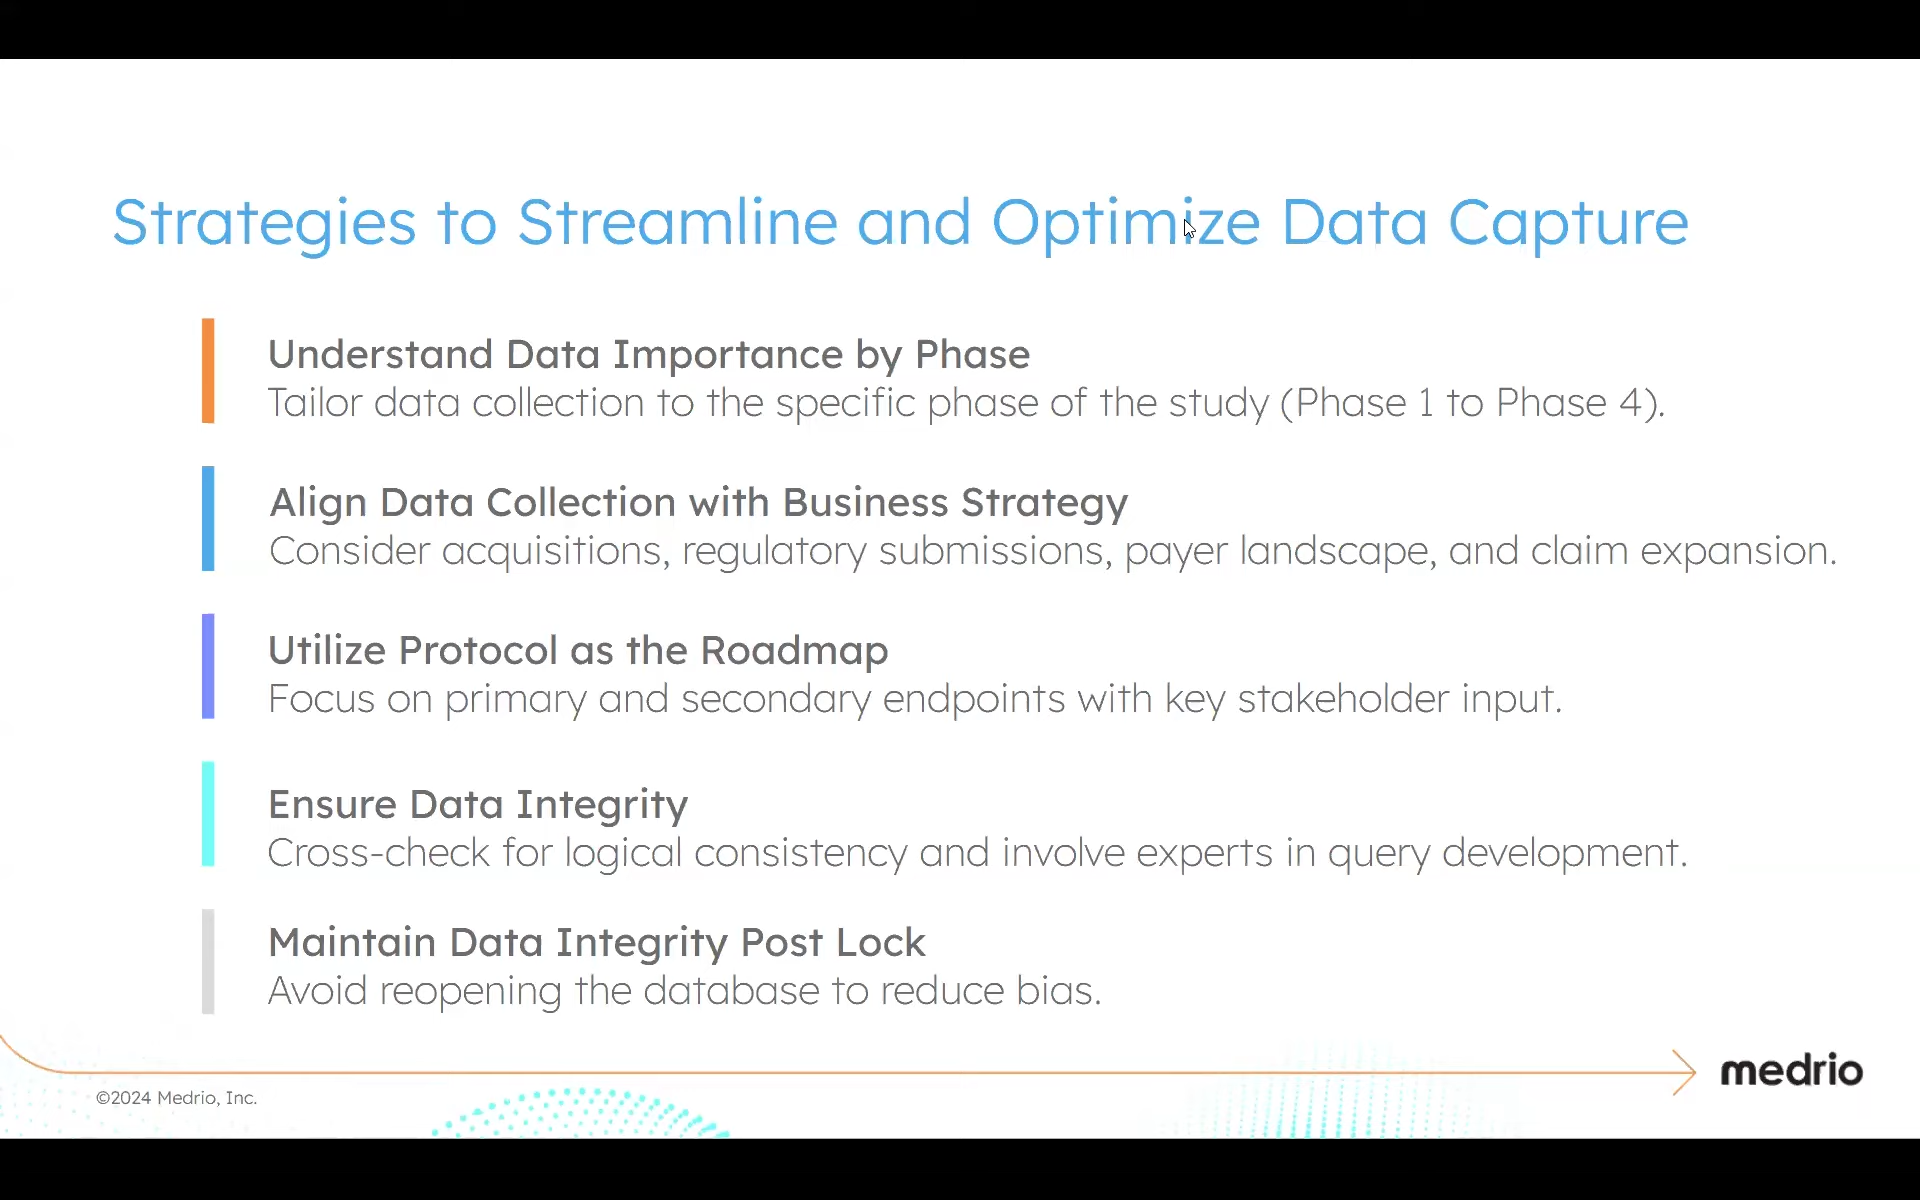 Strategies to Streamline and Optimize Data Capture
Understand Data Importance by Phase
Tailor data collection to the specific phase of the study (Phase 1 to Phase 4).
Align Data Collection with Business Strategy
Consider acquisitions, regulatory submissions, payer landscape, and claim expansion.
Utilize Protocol as the Roadmap
Focus on primary and secondary endpoints with key stakeholder input.
Ensure Data Integrity
Cross-check for logical consistency and involve experts in query development.
Maintain Data Integrity Post Lock
Avoid reopening the database to reduce bias.
medrio
©2024 Medrio, Inc.